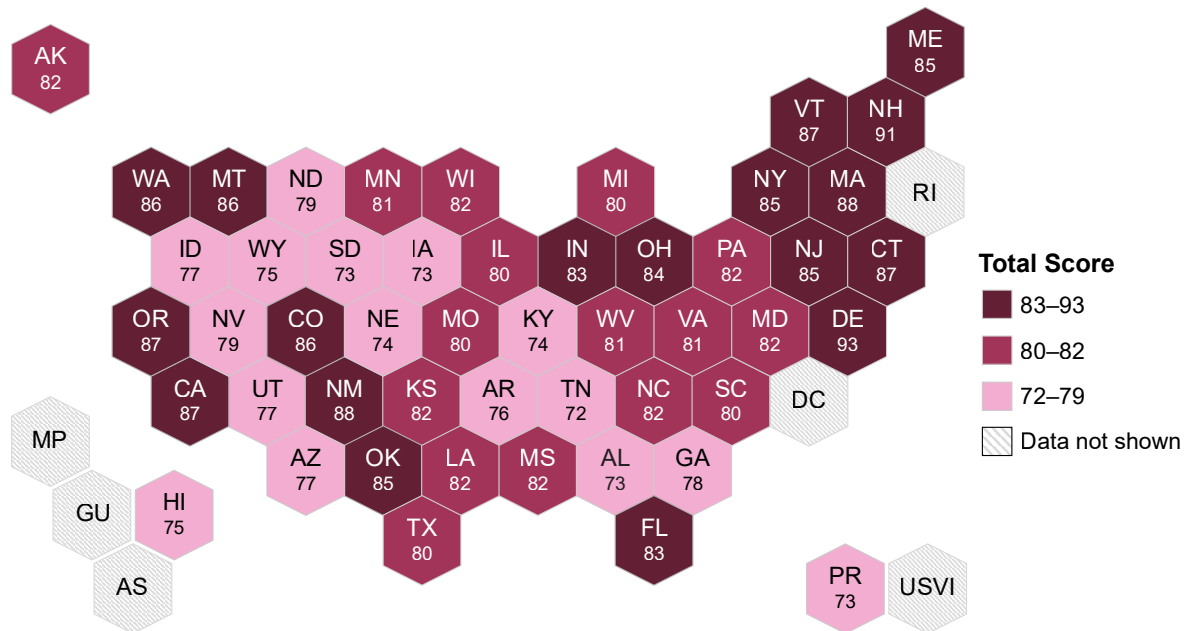 ME
85
AK
82
VT
87
NH
91
WA
86
MT
86
ND
79
MN
81
WI
82
MI
80
NY
85
MA
88
RI
ID
77
WY
75
SD
73
IA
73
IL
80
IN
83
OH
84
PA
82
NJ
85
CT
87
OR
87
NV
79
CO
86
NE
74
MO
80
KY
74
WV
81
VA
81
MD
82
DE
93
CA
87
UT
77
NM
88
KS
82
AR
76
TN
72
NC
82
SC
80
DC
MP
AZ
77
OK
85
LA
82
MS
82
AL
73
GA
78
GU
HI
75
TX
80
FL
83
AS
PR
73
USVI
Total Score
83–93
80–82
72–79
Data not shown